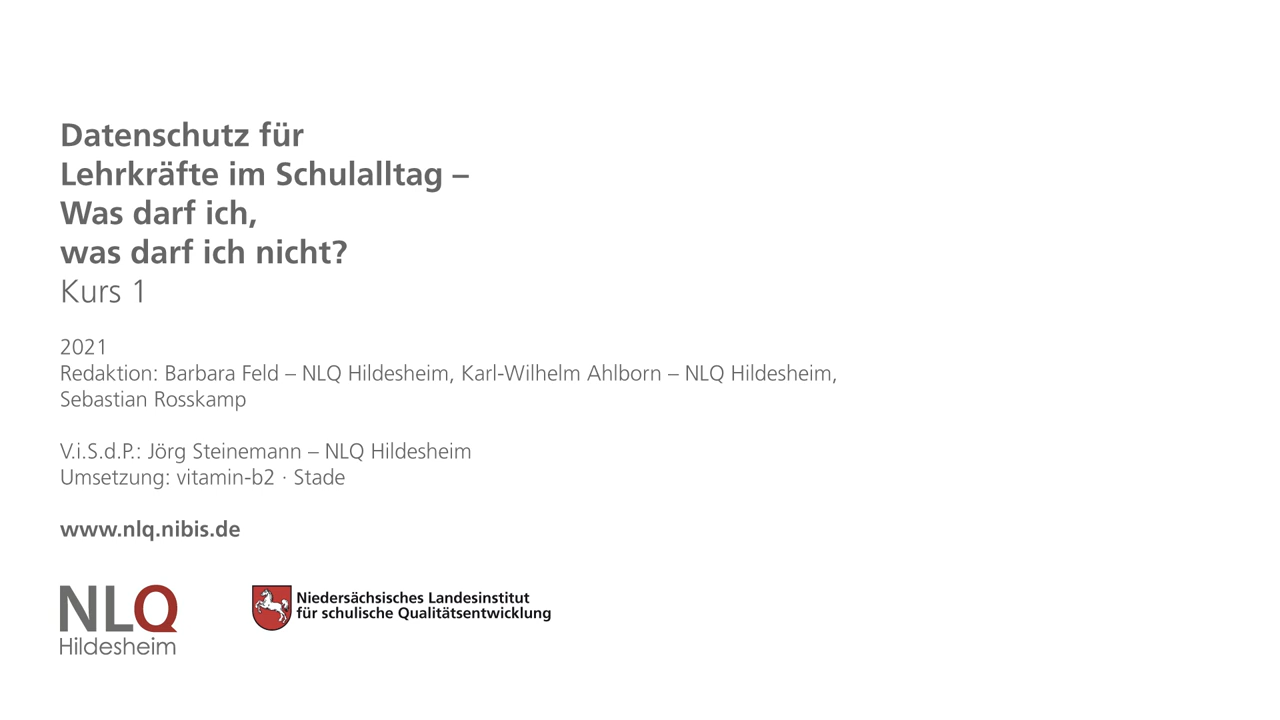 Datenschutz für
Lehrkräfte im Schulalltag –
Was darf ich,
was darf ich nicht?
Kurs 1
2021
Redaktion: Barbara Feld – NLQ Hildesheim, Karl-Wilhelm Ahlborn – NLQ Hildesheim,
Sebastian Rosskamp
V.i.S.d.P.: Jörg Steinemann – NLQ Hildesheim
Umsetzung: vitamin-b2 · Stade
www.nlq.nibis.de
NLQ
Hildesheim
Niedersächsisches Landesinstitut
für schulische Qualitätsentwicklung